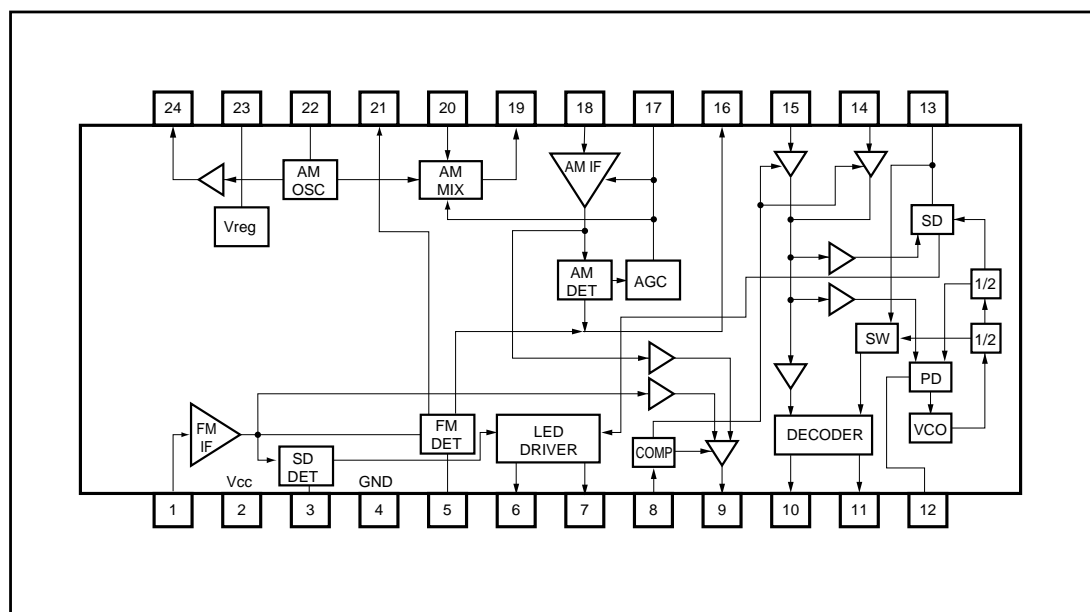 24 23 22 21 20 19 18 17 16 15 14 13
AM IF
AM
OSC
AM
MIX
Vreg
SD
AM
DET
AGC
1/2
SW
1/2
PD
FM
IF
FM
DET
LED
DRIVER
DECODER
VCO
COMP
SD
DET
Vcc
GND
1 2 3 4 5 6 7 8 9 10 11 12